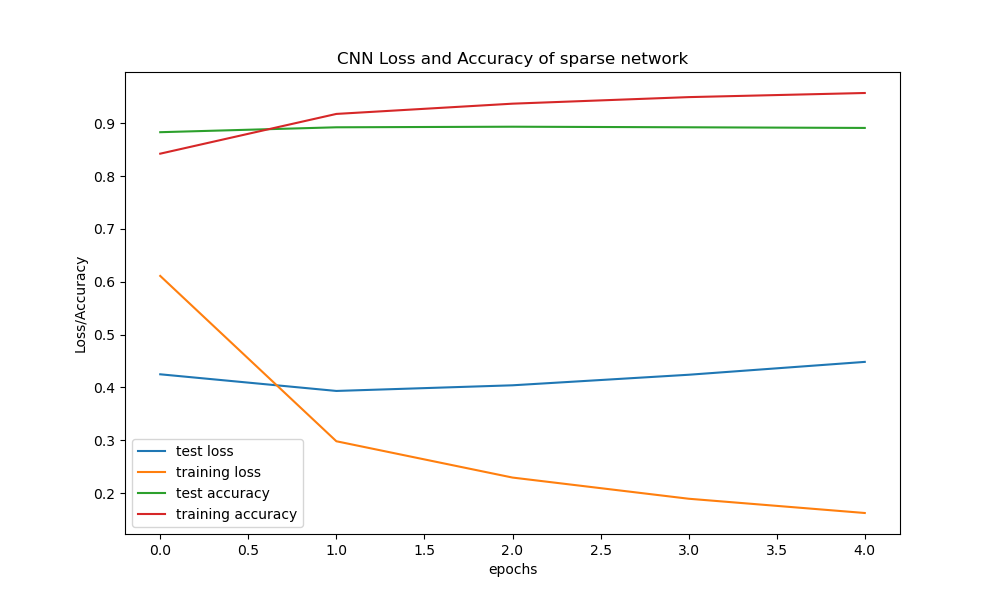 CNN Loss and Accuracy of sparse network
Loss/Accuracy
0.9
0.8
0.7
0.6
0.5
0.4
0.3
0.2
test loss
training loss
test accuracy
training accuracy
0.0 0.5 1.0 1.5 2.0 2.5 3.0 3.5 4.0
epochs